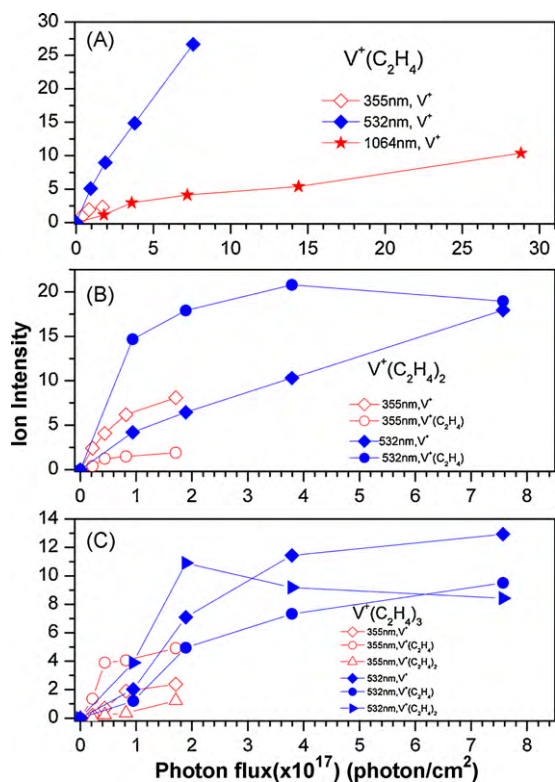 Ion Intensity
30
25
20
15
10
5
0
(A)
V⁺(C₂H₄)
355nm, V⁺
532nm, V⁺
1064nm, V⁺
0 5 10 15 20 25 30
20
15
10
5
0
(B)
V⁺(C₂H₄)₂
355nm,V⁺
355nm,V⁺(C₂H₄)
532nm,V⁺
532nm,V⁺(C₂H₄)
0 1 2 3 4 5 6 7 8
14
12
10
8
6
4
2
0
(C)
V⁺(C₂H₄)₃
355nm,V⁺
355nm,V⁺(C₂H₄)
355nm,V⁺(C₂H₄)₂
532nm,V⁺
532nm,V⁺(C₂H₄)
532nm,V⁺(C₂H₄)₂
0 1 2 3 4 5 6 7 8
Photon flux(x10¹⁷) (photon/cm²)